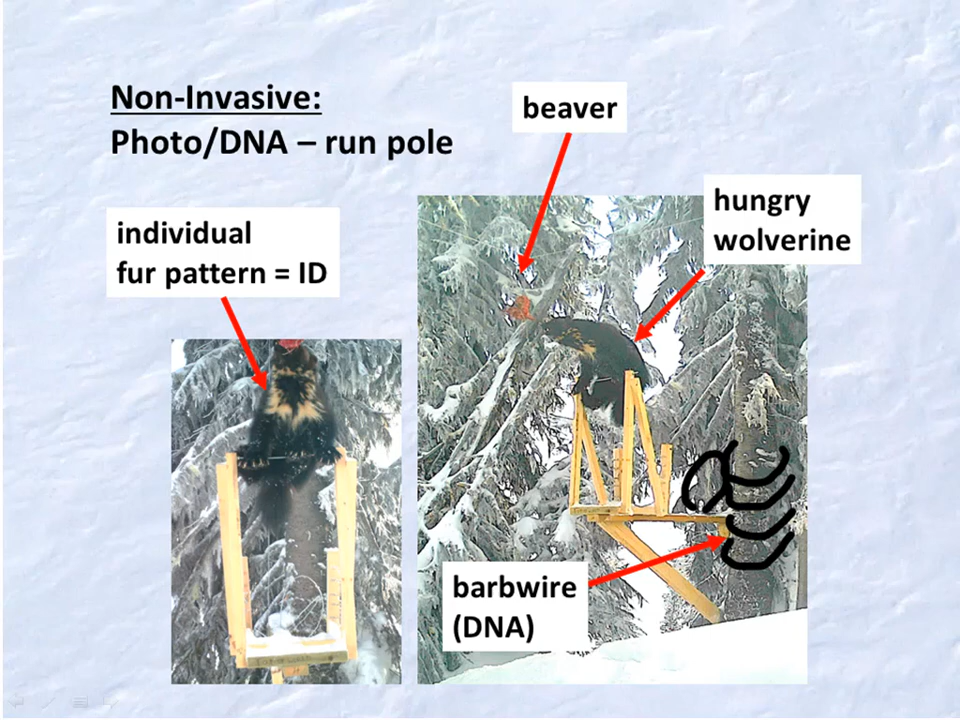 Non-Invasive:
Photo/DNA – run pole
beaver
hungry
wolverine
individual
fur pattern = ID
barbwire
(DNA)